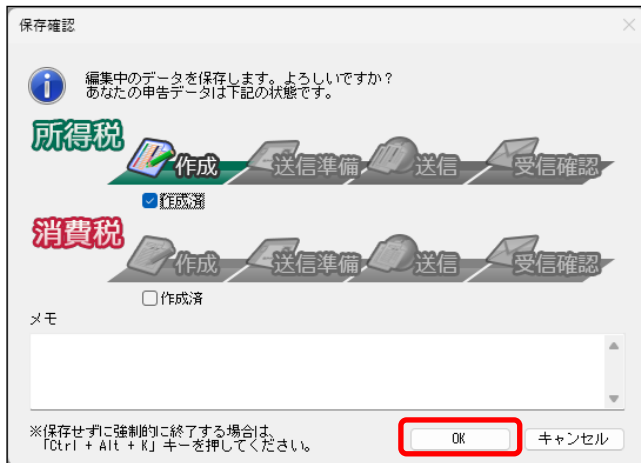 保存確認
編集中のデータを保存します。よろしいですか？
あなたの申告データは下記の状態です。
所得税
作成 送信準備 送信 受信確認
作成済
消費税
作成 送信準備 送信 受信確認
作成済
メモ
※保存せずに強制的に終了する場合は、
「Ctrl + Alt + K」キーを押してください。
OK キャンセル